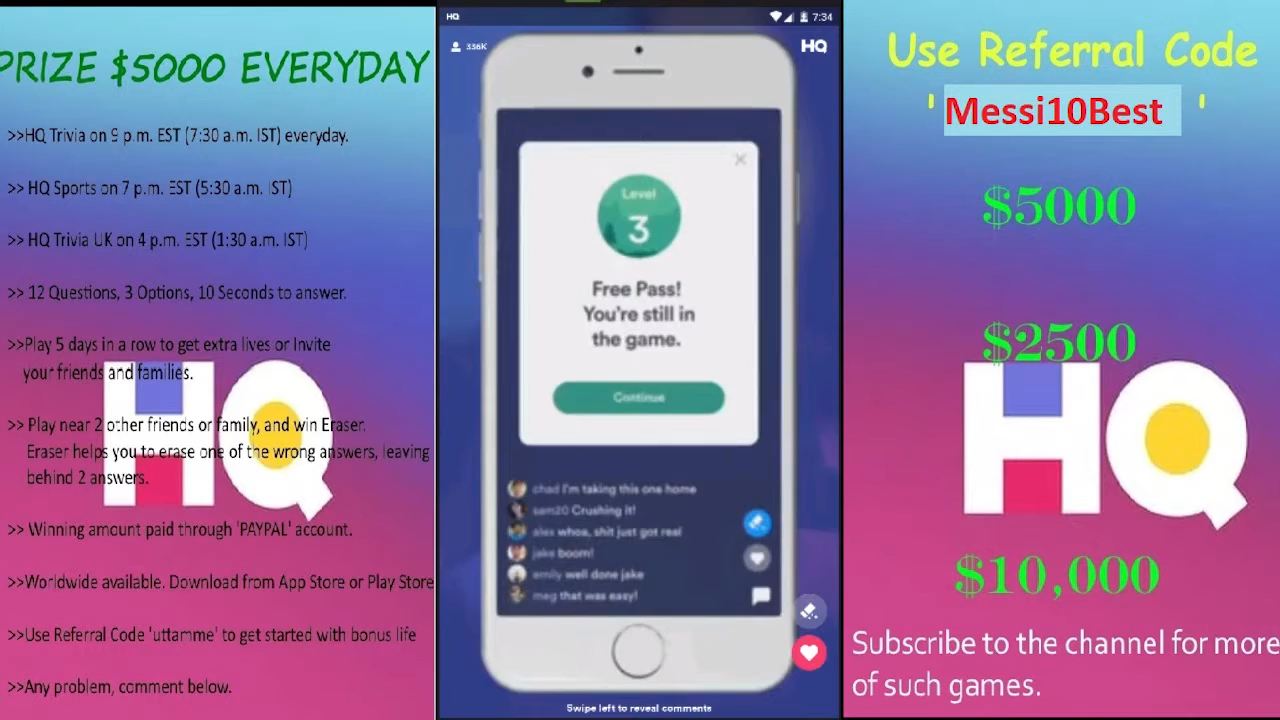 PRIZE $5000 EVERYDAY
>>HQ Trivia on 9 p.m. EST (7:30 a.m. IST) everyday.
>> HQ Sports on 7 p.m. EST (5:30 a.m. IST)
>> HQ Trivia UK on 4 p.m. EST (1:30 a.m. IST)
>> 12 Questions, 3 Options, 10 Seconds to answer.
>>Play 5 days in a row to get extra lives or Invite
your friends and families.
>> Play near 2 other friends or family, and win Eraser.
Eraser helps you to erase one of the wrong answers, leaving
behind 2 answers.
>> Winning amount paid through 'PAYPAL' account.
>>Worldwide available. Download from App Store or Play Store
>>Use Referral Code 'uttamme' to get started with bonus life
>>Any problem, comment below.
HQ
HQ
7:34
336K
HQ
Level
3
Free Pass!
You're still in
the game.
Continue
chad I'm taking this one home
sam20 Crushing it!
alex whoa, shit just got real
jake boom!
emily well done jake
meg that was easy!
Swipe left to reveal comments
Use Referral Code
' Messi10Best '
$5000
$2500
HQ
$10,000
Subscribe to the channel for more
of such games.